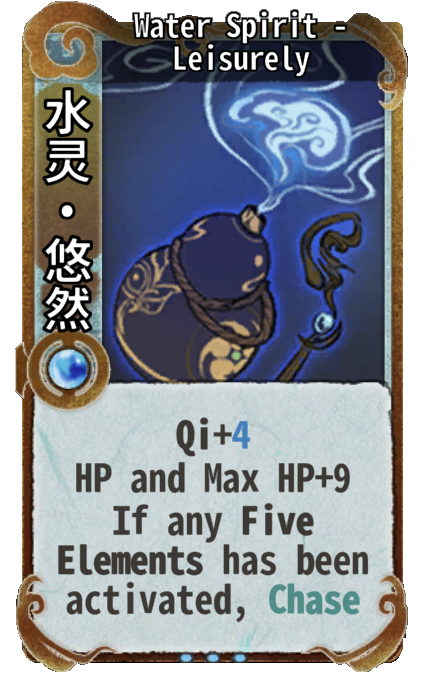 Water Spirit -
Leisurely
水灵·悠然
Qi+4
HP and Max HP+9
If any Five
Elements has been
activated, Chase